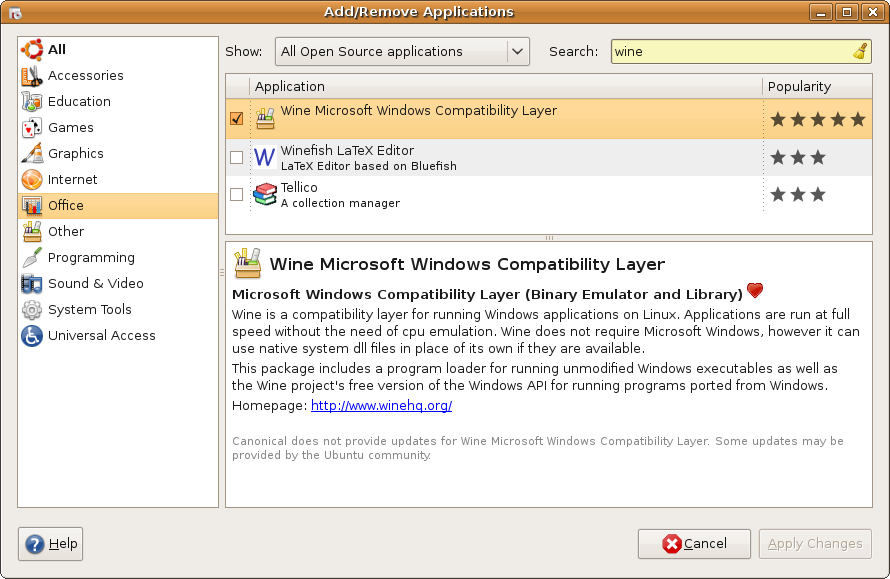 Add/Remove Applications
All
Accessories
Education
Games
Graphics
Internet
Office
Other
Programming
Sound & Video
System Tools
Universal Access
Show: All Open Source applications Search: wine
Application Popularity
Wine Microsoft Windows Compatibility Layer
W Winefish LaTeX Editor
LaTeX Editor based on Bluefish
Tellico
A collection manager
Wine Microsoft Windows Compatibility Layer
Microsoft Windows Compatibility Layer (Binary Emulator and Library)
Wine is a compatibility layer for running Windows applications on Linux. Applications are run at full
speed without the need of cpu emulation. Wine does not require Microsoft Windows, however it can
use native system dll files in place of its own if they are available.
This package includes a program loader for running unmodified Windows executables as well as
the Wine project's free version of the Windows API for running programs ported from Windows.
Homepage: http://www.winehq.org/
Canonical does not provide updates for Wine Microsoft Windows Compatibility Layer. Some updates may be
provided by the Ubuntu community.
? Help Cancel Apply Changes